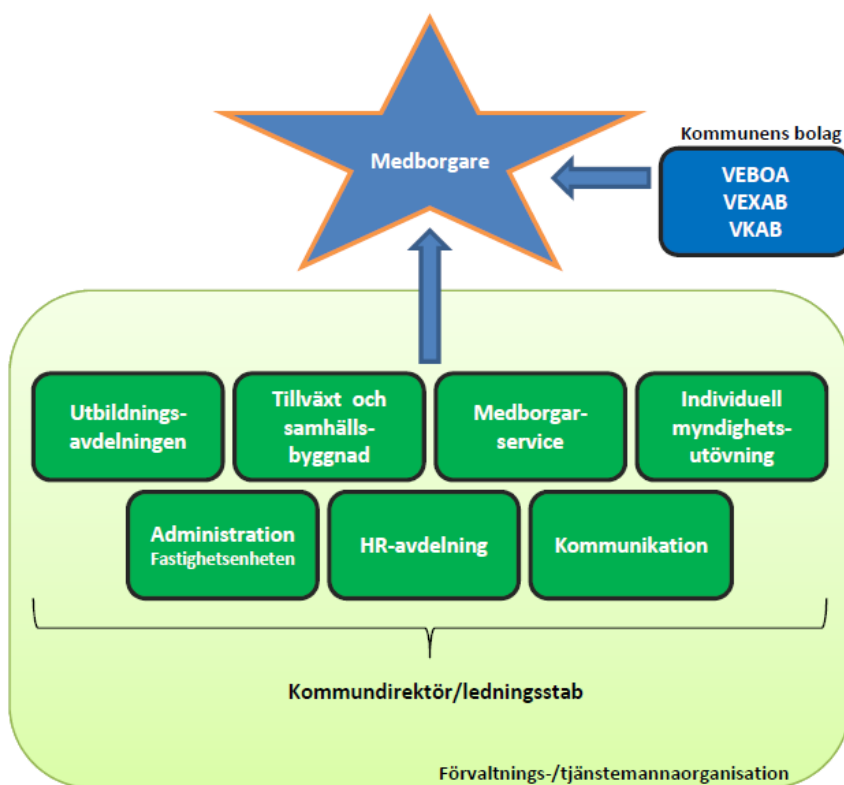 Medborgare
Kommunens bolag
VEBOA
VEXAB
VKAB
Utbildnings-
avdelningen
Tillväxt och
samhälls-
byggnad
Medborgar-
service
Individuell
myndighets-
utövning
Administration
Fastighetsenheten
HR-avdelning
Kommunikation
Kommundirektör/ledningsstab
Förvaltnings-/tjänstemannaorganisation